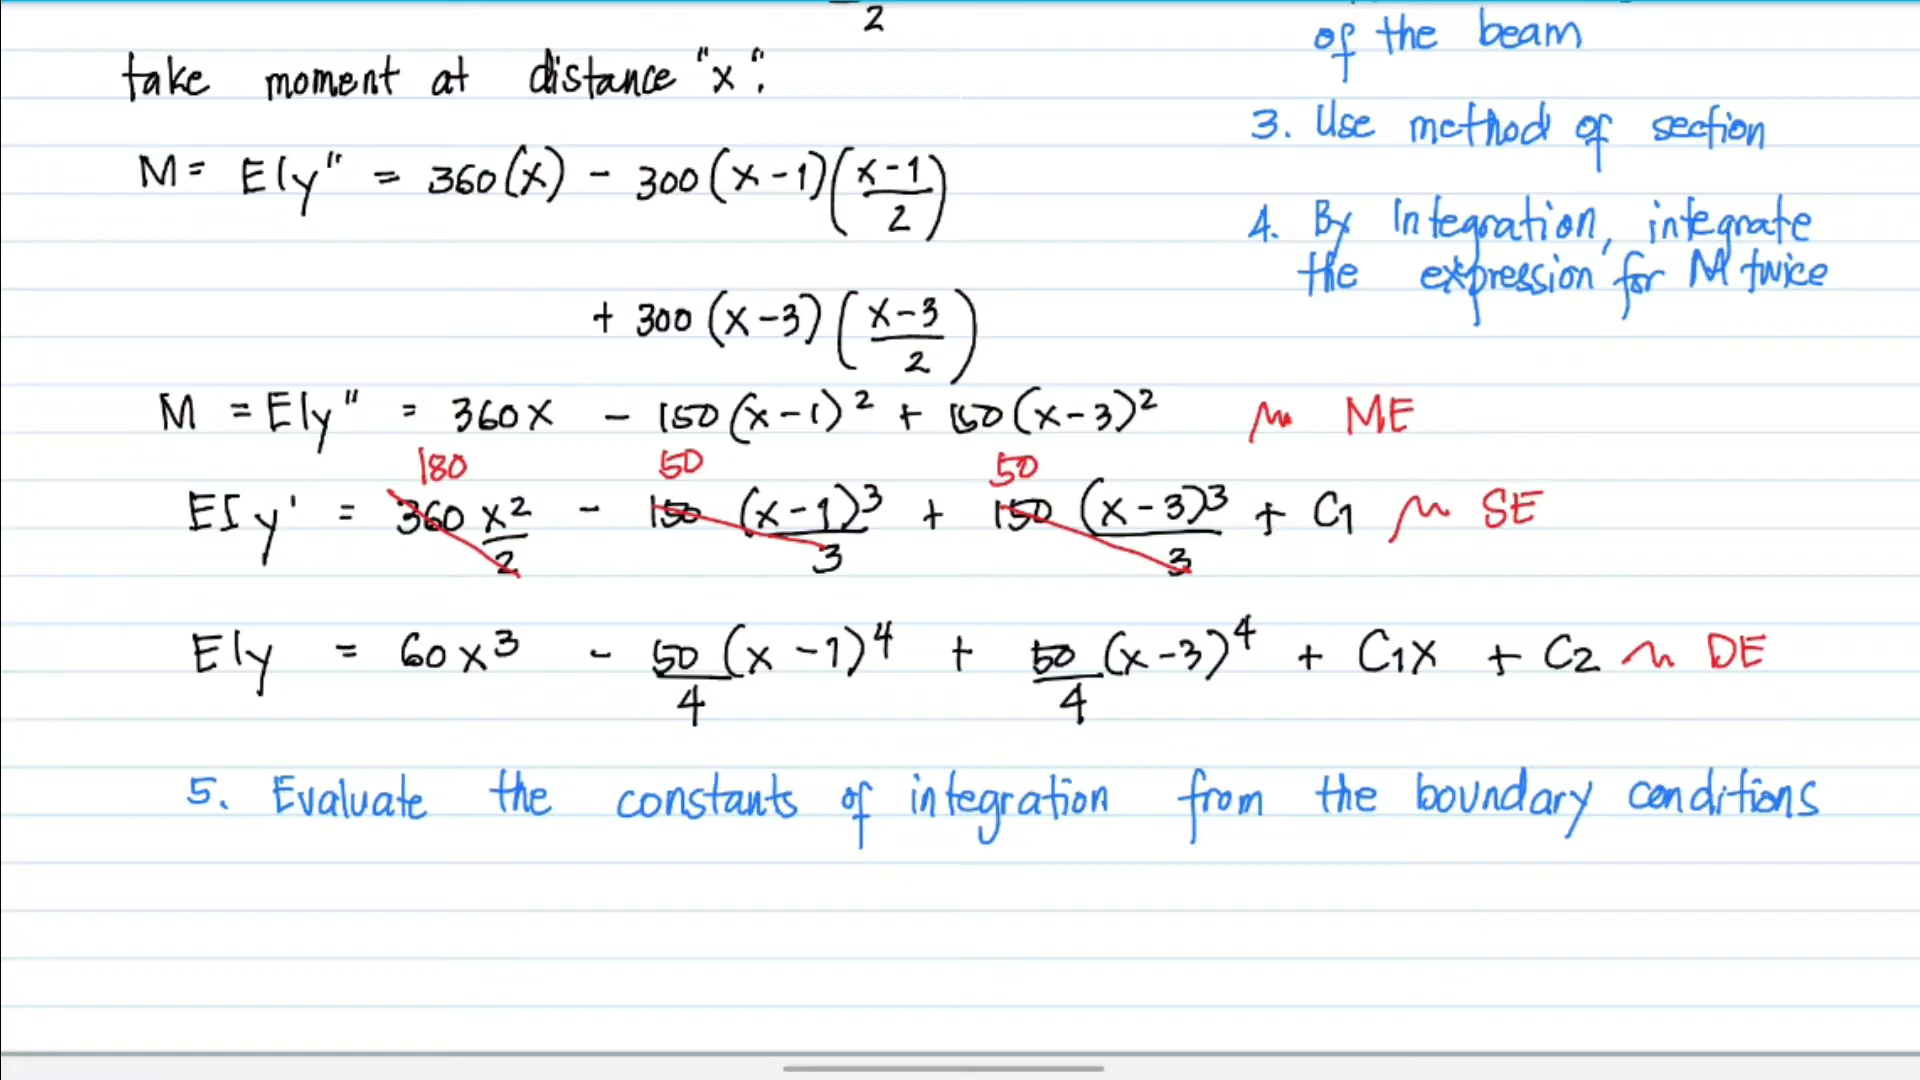 2
of the beam
take moment at distance "x".
3. Use method of section
M = EIy" = 360(x) - 300(x-1)(x-1/2)
4. By Integration, integrate
the expression for M twice
+ 300(x-3)(x-3/2)
M = EIy" = 360x - 150(x-1)² + 150(x-3)² ME
180 50 50
EIy' = 360x²/2 - 150(x-1)³/3 + 150(x-3)³/3 + C1 SE
EIy = 60x³ - 50/4(x-1)⁴ + 50/4(x-3)⁴ + C1x + C2 DE
5. Evaluate the constants of integration from the boundary conditions